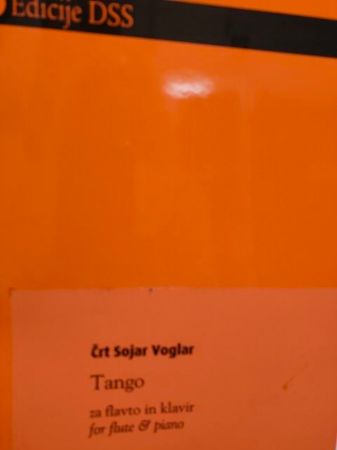 Edicije DSS
Črt Sojar Voglar
Tango
za flavto in klavir
for flute & piano